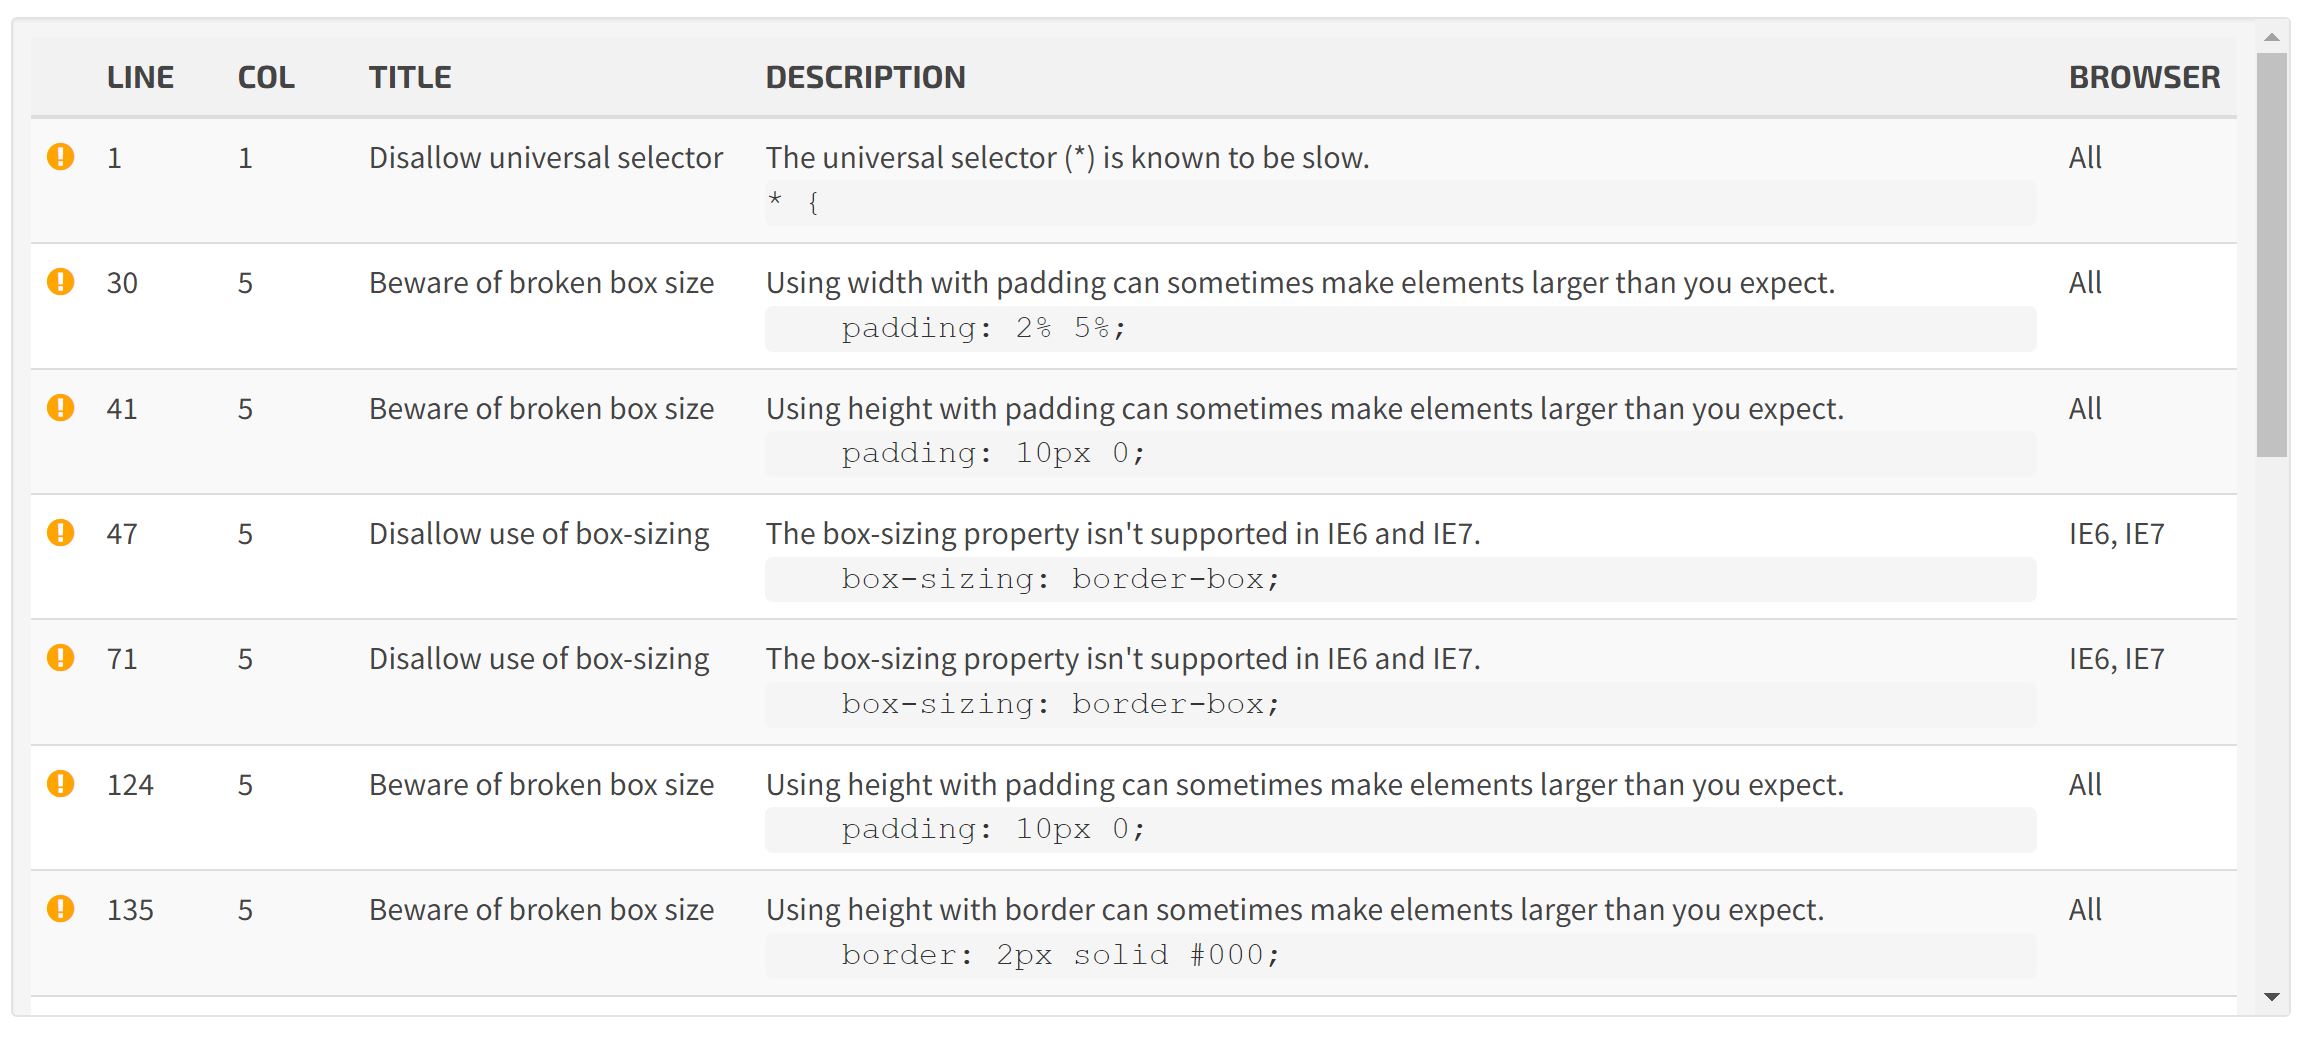 LINE COL TITLE DESCRIPTION BROWSER
1 1 Disallow universal selector The universal selector (*) is known to be slow. All
* {
30 5 Beware of broken box size Using width with padding can sometimes make elements larger than you expect. All
padding: 2% 5%;
41 5 Beware of broken box size Using height with padding can sometimes make elements larger than you expect. All
padding: 10px 0;
47 5 Disallow use of box-sizing The box-sizing property isn't supported in IE6 and IE7. IE6, IE7
box-sizing: border-box;
71 5 Disallow use of box-sizing The box-sizing property isn't supported in IE6 and IE7. IE6, IE7
box-sizing: border-box;
124 5 Beware of broken box size Using height with padding can sometimes make elements larger than you expect. All
padding: 10px 0;
135 5 Beware of broken box size Using height with border can sometimes make elements larger than you expect. All
border: 2px solid #000;